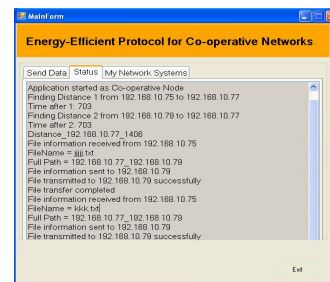 MainForm
Energy-Efficient Protocol for Co-operative Networks
Send Data Status My Network Systems
Application started as Co-operative Node
Finding Distance 1 from 192.168.10.75 to 192.168.10.77
Time after 1: 703
Finding Distance 2 from 192.168.10.79 to 192.168.10.77
Time after 2: 703
Distance_192.168.10.77_1406
File information received from 192.168.10.75
FileName = jjjj.txt
Full Path = 192.168.10.77_192.168.10.79
File information sent to 192.168.10.79
File transmitted to 192.168.10.79 successfully
File transfer completed
File information received from 192.168.10.75
FileName = kkk.txt
Full Path = 192.168.10.77_192.168.10.79
File information sent to 192.168.10.79
File transmitted to 192.168.10.79 successfully
Exit